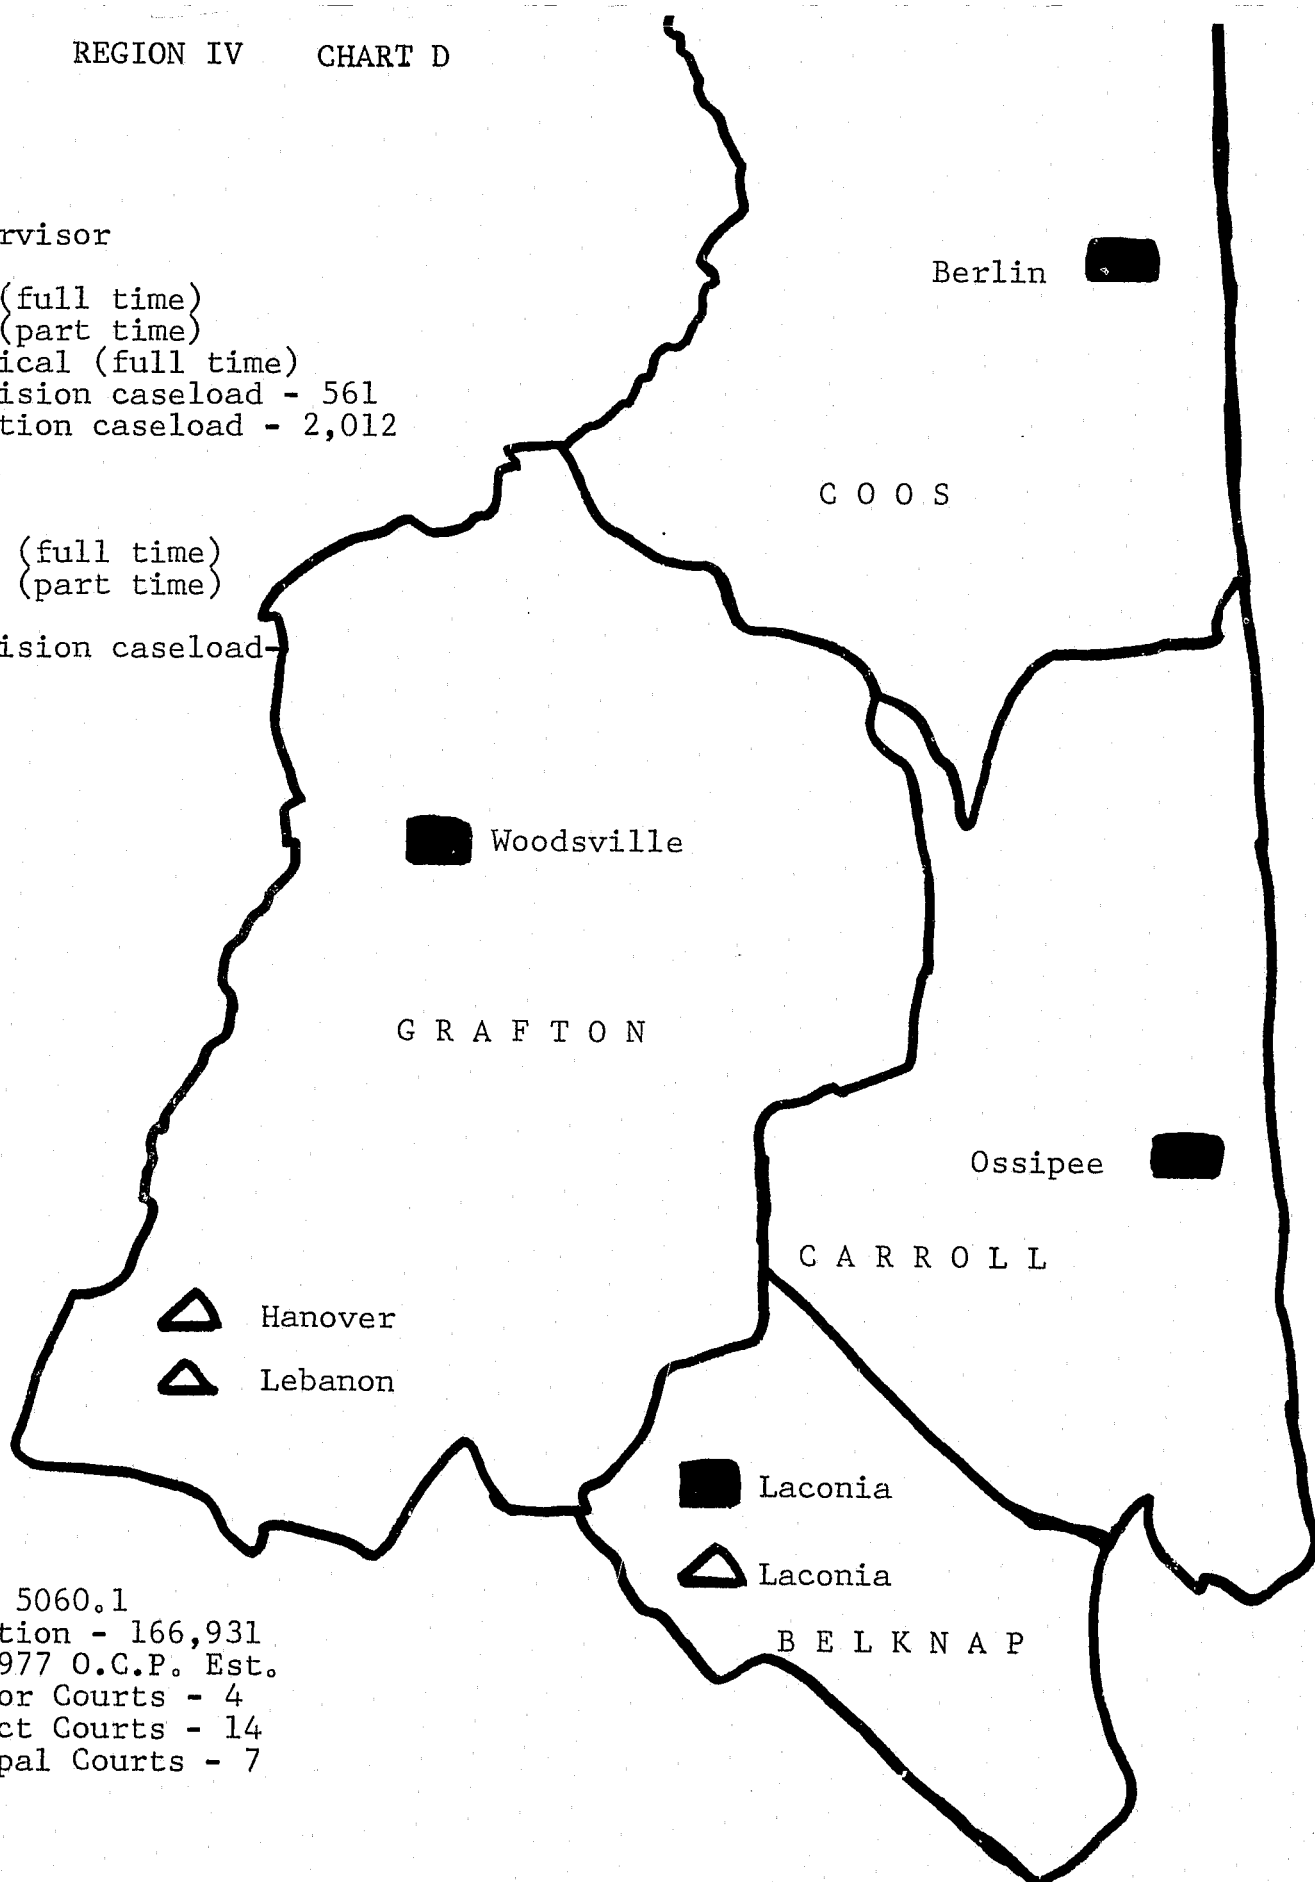 REGION IV CHART D
rvisor
(full time)
(part time)
ical (full time)
ision caseload - 561
tion caseload - 2,012
(full time)
(part time)
ision caseload-
Berlin
C O O S
Woodsville
G R A F T O N
Ossipee
C A R R O L L
Hanover
Lebanon
Laconia
Laconia
B E L K N A P
5060.1
tion - 166,931
977 O.C.P. Est.
or Courts - 4
ct Courts - 14
pal Courts - 7